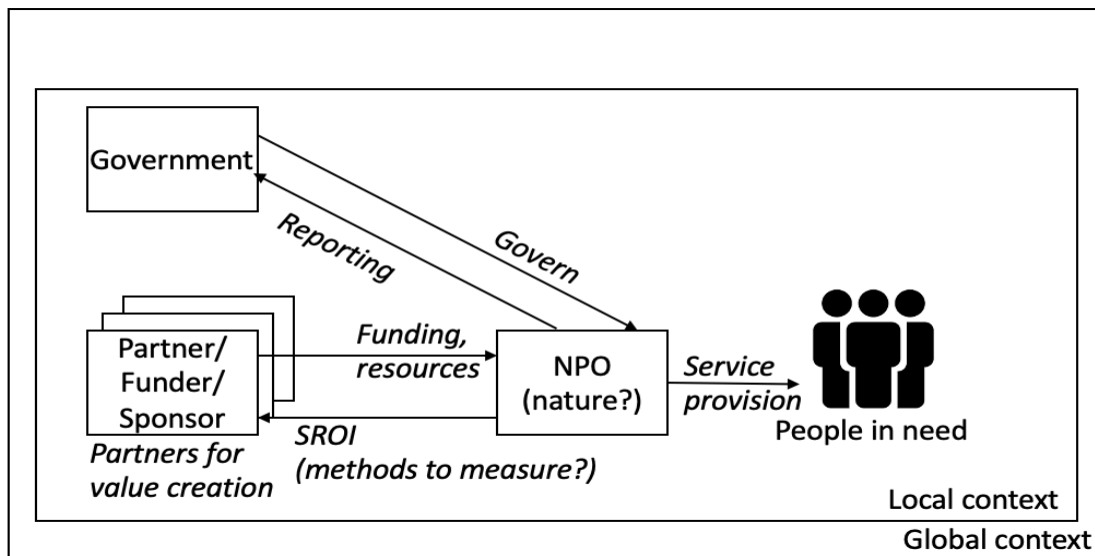 Government
Reporting
Govern
Partner/
Funder/
Sponsor
Partners for
value creation
Funding,
resources
SROI
(methods to measure?)
NPO
(nature?)
Service
provision
People in need
Local context
Global context